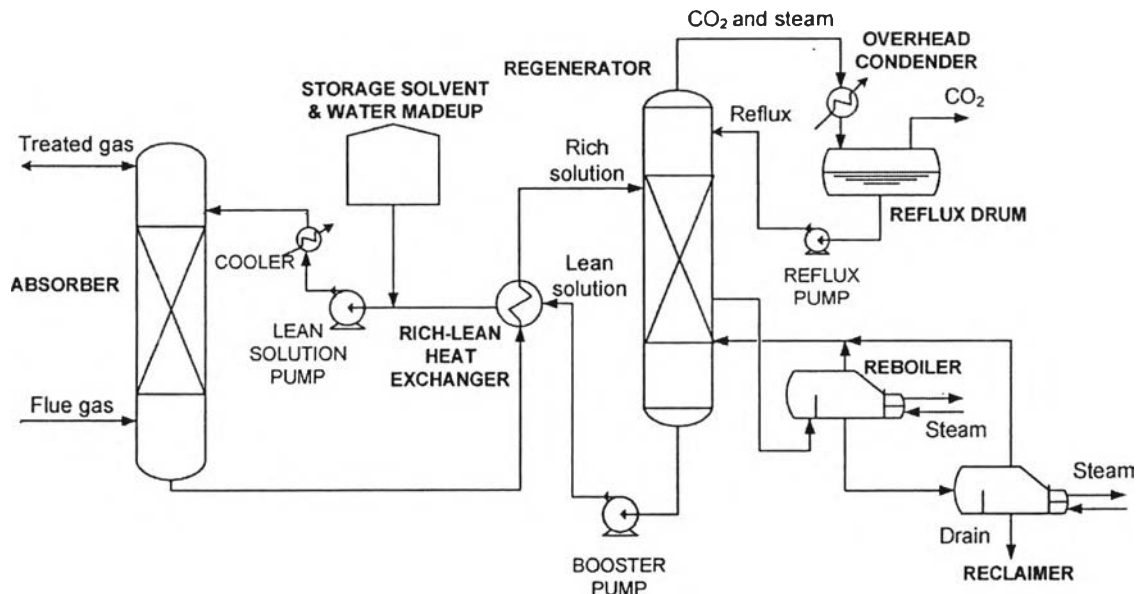 CO₂ and steam
OVERHEAD
CONDENDER
REGENERATOR
STORAGE SOLVENT
& WATER MADEUP
CO₂
Reflux
Treated gas
Rich
solution
REFLUX DRUM
COOLER
Lean
solution
REFLUX
PUMP
ABSORBER
LEAN
SOLUTION
PUMP
RICH-LEAN
HEAT
EXCHANGER
REBOILER
Flue gas
Steam
Steam
Drain
BOOSTER
PUMP
RECLAIMER